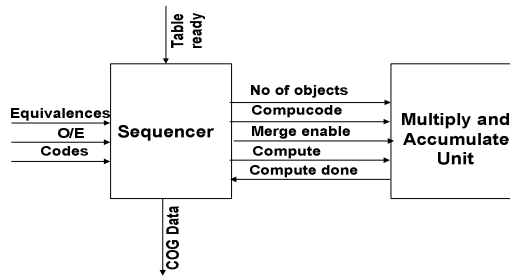 Table
ready
Equivalences
O/E
Codes
Sequencer
No of objects
Compucode
Merge enable
Compute
Compute done
Multiply and
Accumulate
Unit
COG Data